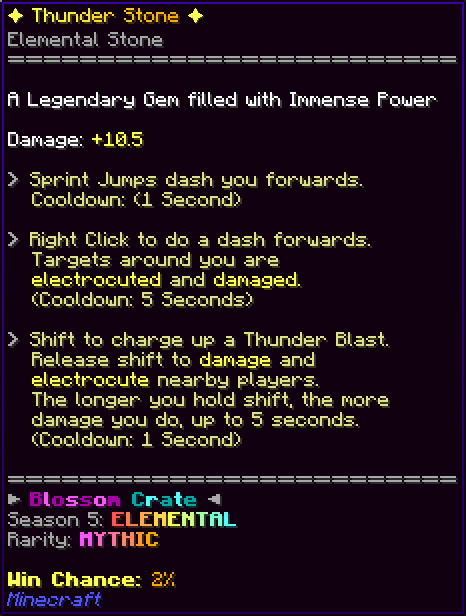 ✦ Thunder Stone ✦
Elemental Stone
==============================
A Legendary Gem filled with Immense Power
Damage: +10.5
> Sprint Jumps dash you forwards.
Cooldown: (1 Second)
> Right Click to do a dash forwards.
Targets around you are
electrocuted and damaged.
(Cooldown: 5 Seconds)
> Shift to charge up a Thunder Blast.
Release shift to damage and
electrocute nearby players.
The longer you hold shift, the more
damage you do, up to 5 seconds.
(Cooldown: 1 Second)
==============================
► Blossom Crate ◄
Season 5: ELEMENTAL
Rarity: MYTHIC
Win Chance: 2%
Minecraft